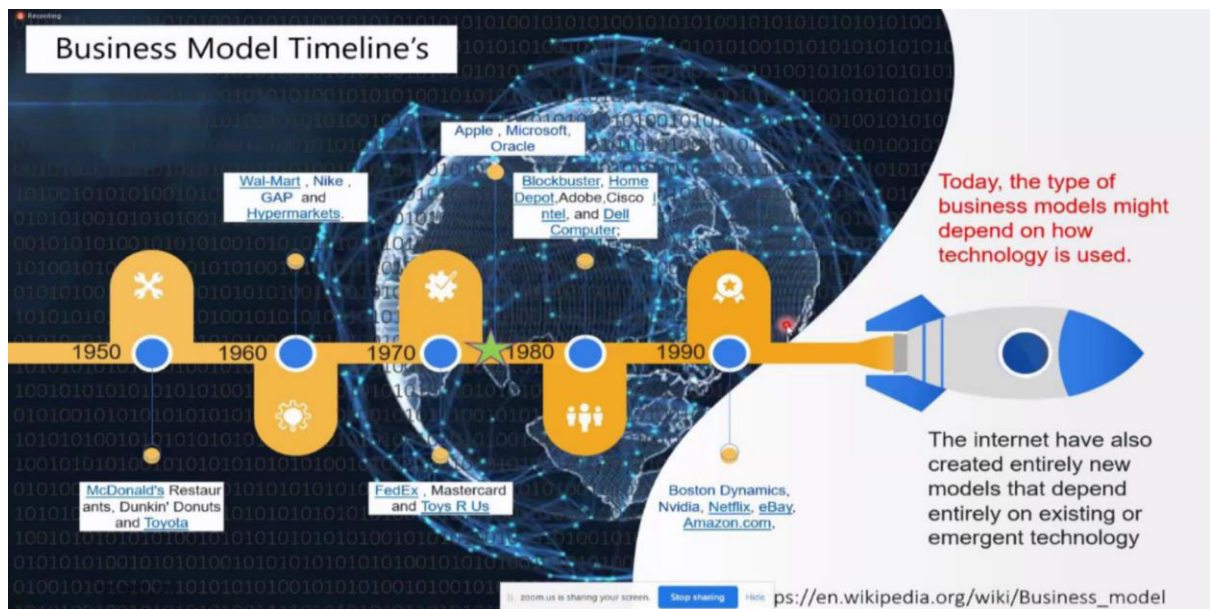 Recording
Business Model Timeline's
Apple , Microsoft,
Oracle
Wal-Mart , Nike ,
GAP and
Hypermarkets.
Blockbuster, Home
Depot,Adobe,Cisco I
ntel, and Dell
Computer;
Today, the type of
business models might
depend on how
technology is used.
1950
1960
1970
1980
1990
McDonald's Restaur
ants, Dunkin' Donuts
and Toyota
FedEx , Mastercard
and Toys R Us
Boston Dynamics,
Nvidia, Netflix, eBay,
Amazon.com,
The internet have also
created entirely new
models that depend
entirely on existing or
emergent technology
zoom.us is sharing your screen. Stop sharing Hide
ps://en.wikipedia.org/wiki/Business_model